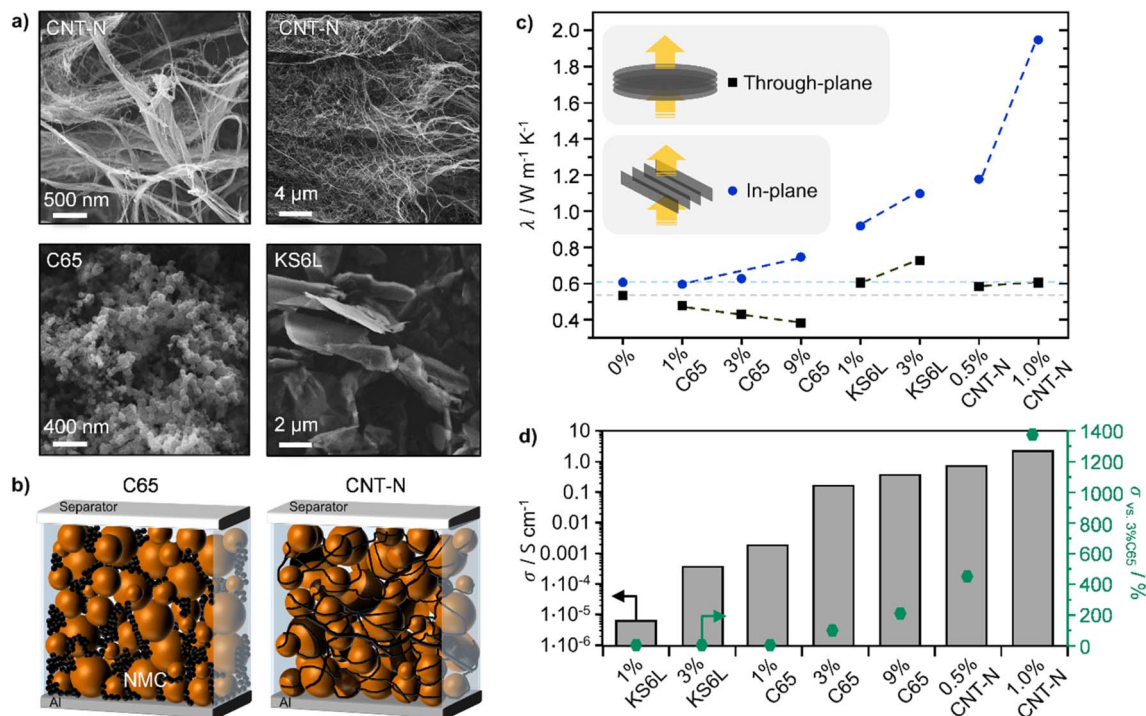 a)
CNT-N
500 nm
CNT-N
4 µm
C65
400 nm
KS6L
2 µm
b)
C65
Separator
NMC
Al
CNT-N
Separator
Al
c)
λ / W m⁻¹ K⁻¹
2.0
1.8
1.6
1.4
1.2
1.0
0.8
0.6
0.4
Through-plane
In-plane
0%
1% C65
3% C65
9% C65
1% KS6L
3% KS6L
0.5% CNT-N
1.0% CNT-N
d)
σ / S cm⁻¹
10
1.0
0.1
0.01
0.001
1·10⁻⁴
1·10⁻⁵
1·10⁻⁶
1400
1200
1000
800
600
400
200
0
σ vs. 3%C65 / %
1% KS6L
3% KS6L
1% C65
3% C65
9% C65
0.5% CNT-N
1.0% CNT-N